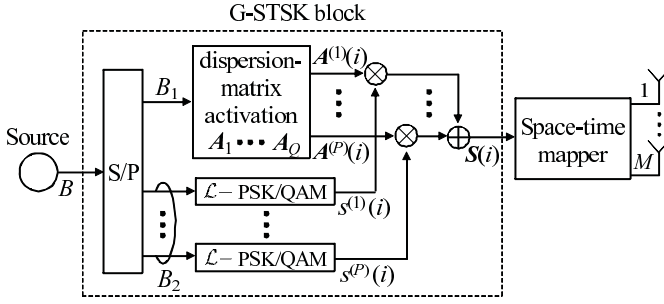 G-STSK block
Source
B
S/P
B₁
dispersion-
matrix
activation
A₁ ••• A_Q
A⁽¹⁾(i)
A⁽ᴾ⁾(i)
S(i)
Space-time
mapper
1
M
ℒ– PSK/QAM
s⁽¹⁾(i)
ℒ– PSK/QAM
s⁽ᴾ⁾(i)
B₂